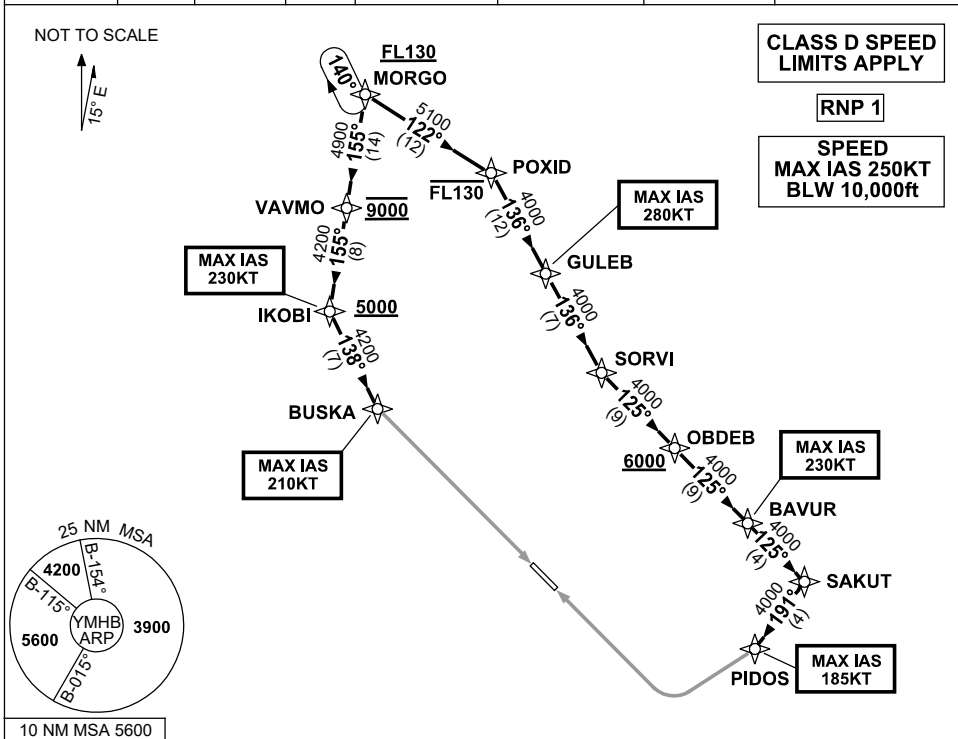 NOT TO SCALE
15° E
FL130
MORGO
140°
CLASS D SPEED
LIMITS APPLY
RNP 1
SPEED
MAX IAS 250KT
BLW 10,000ft
4900
155°
(14)
5100
122°
(12)
POXID
FL130
VAVMO
9000
4000
136°
(12)
MAX IAS
280KT
4200
155°
(8)
MAX IAS
230KT
GULEB
IKOBI
5000
4000
136°
(7)
4200
138°
(7)
SORVI
BUSKA
4000
125°
(9)
OBDEB
6000
MAX IAS
210KT
4000
125°
(9)
MAX IAS
230KT
BAVUR
4000
125°
(4)
SAKUT
4000
191°
(4)
PIDOS
MAX IAS
185KT
25 NM MSA
4200
B-154°
B-115°
YMHB
ARP
3900
5600
B-015°
10 NM MSA 5600